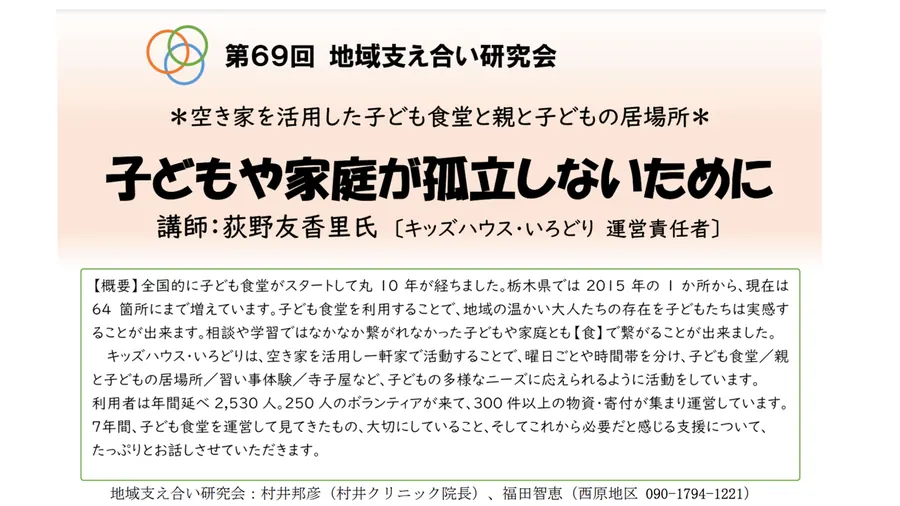 第69回 地域支え合い研究会
＊空き家を活用した子ども食堂と親と子どもの居場所＊
子どもや家庭が孤立しないために
講師：荻野友香里氏 〔キッズハウス・いろどり 運営責任者〕
【概要】全国的に子ども食堂がスタートして丸 10 年が経ちました。栃木県では 2015 年の 1 か所から、現在は
64 箇所にまで増えています。子ども食堂を利用することで、地域の温かい大人たちの存在を子どもたちは実感す
ることが出来ます。相談や学習ではなかなか繋がれなかった子どもや家庭とも【食】で繋がることが出来ました。
キッズハウス・いろどりは、空き家を活用し一軒家で活動することで、曜日ごとや時間帯を分け、子ども食堂／親
と子どもの居場所／習い事体験／寺子屋など、子どもの多様なニーズに応えられるように活動をしています。
利用者は年間延べ 2,530 人。250 人のボランティアが来て、300 件以上の物資・寄付が集まり運営しています。
7年間、子ども食堂を運営して見てきたもの、大切にしていること、そしてこれから必要だと感じる支援について、
たっぷりとお話しさせていただきます。
地域支え合い研究会：村井邦彦（村井クリニック院長）、福田智恵（西原地区 090-1794-1221）